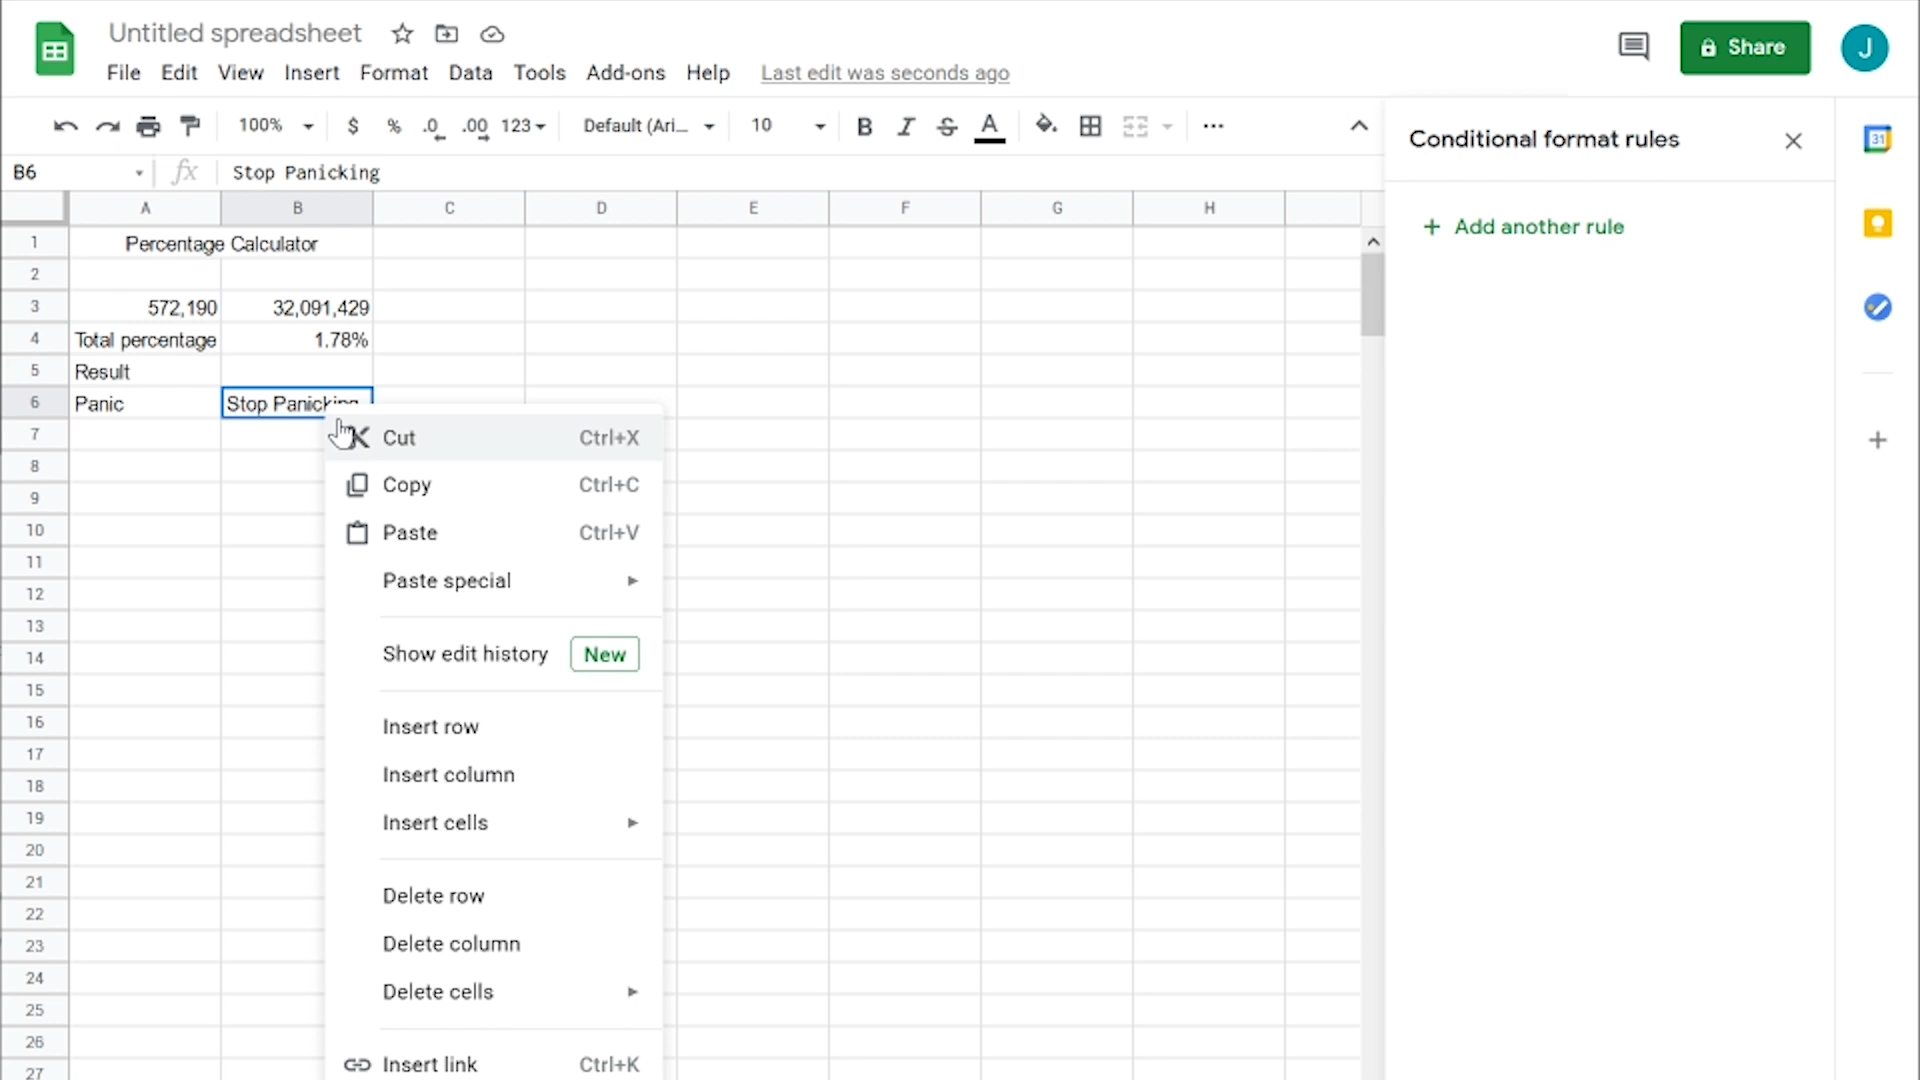 Untitled spreadsheet
File Edit View Insert Format Data Tools Add-ons Help Last edit was seconds ago
Share
J
100% $ % .0 .00 123 Default (Ari... 10 B I S A
B6 fx Stop Panicking
Conditional format rules
+ Add another rule
31
A B C D E F G H
1 Percentage Calculator
2
3 572,190 32,091,429
4 Total percentage 1.78%
5 Result
6 Panic Stop Panicking
7
8
9
10
11
12
13
14
15
16
17
18
19
20
21
22
23
24
25
26
27
Cut Ctrl+X
Copy Ctrl+C
Paste Ctrl+V
Paste special
Show edit history New
Insert row
Insert column
Insert cells
Delete row
Delete column
Delete cells
Insert link Ctrl+K